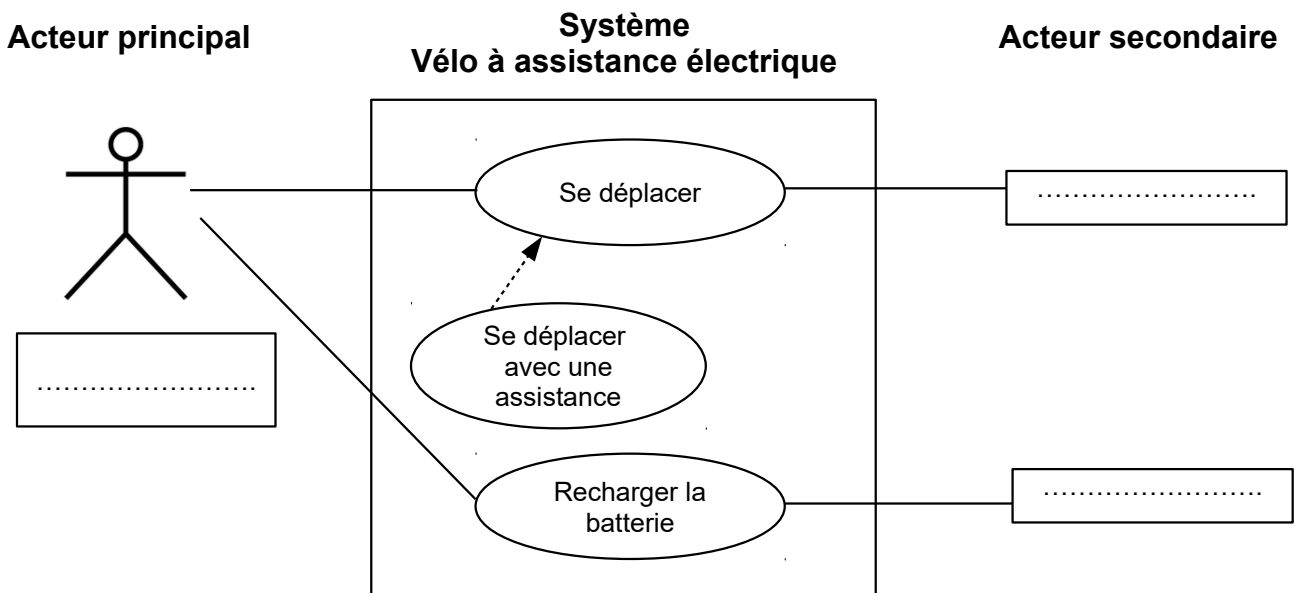 Acteur principal
Système
Vélo à assistance électrique
Acteur secondaire
Se déplacer
.........................
Se déplacer
avec une
assistance
.........................
Recharger la
batterie
.........................